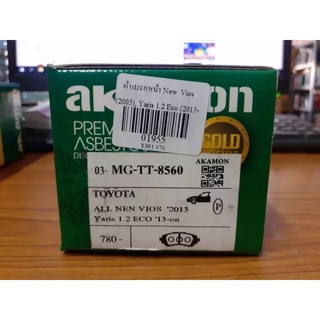 akamon
ผ้าเบรกหน้า New Vios
(2003), Yaris 1.2 Eco (2013-
01955
PREM
ASBEST
GOLD
AKAMON
03- MG-TT-8560
TOYOTA
ALL NEN VIOS '2013
Yaris 1.2 ECO '13-on
P
780 -